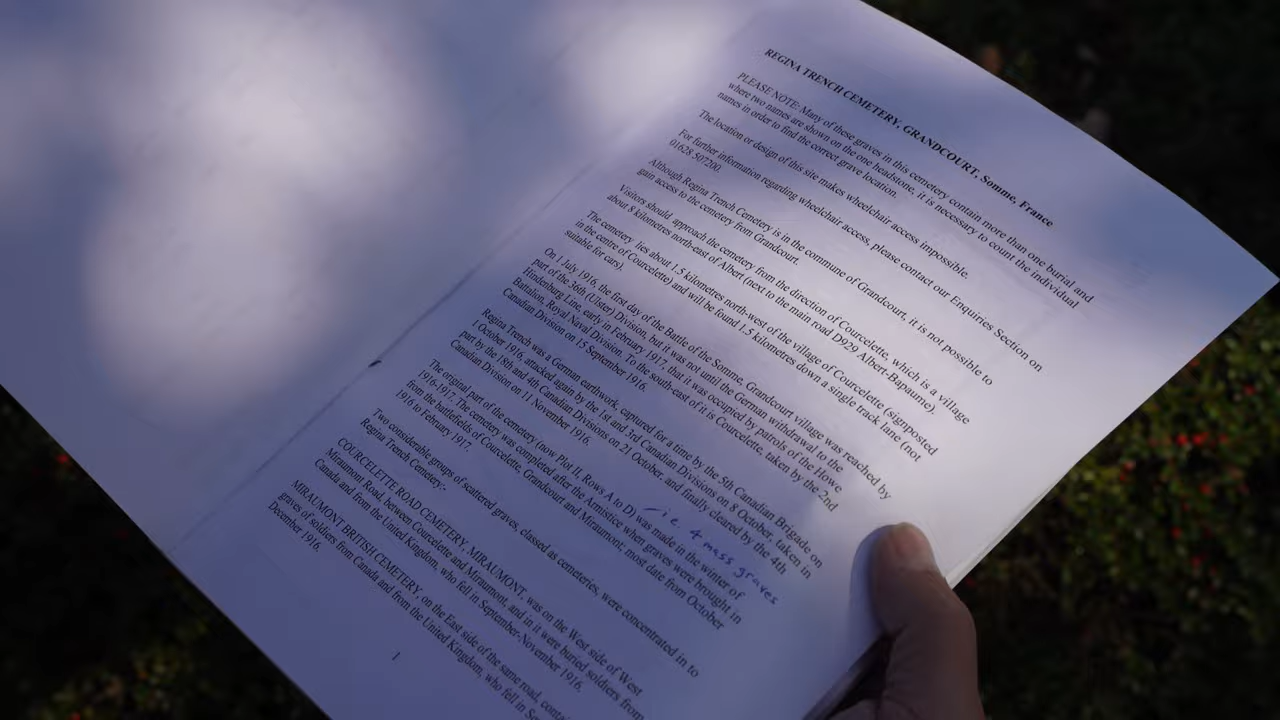 REGINA TRENCH CEMETERY, GRANDCOURT, Somme, France
PLEASE NOTE: Many of these graves in this cemetery contain more than one burial and
where two names are shown on the one headstone, it is necessary to count the individual
names in order to find the correct grave location.
The location or design of this site makes wheelchair access impossible.
For further information regarding wheelchair access, please contact our Enquiries Section on
01628 507200.
Although Regina Trench Cemetery is in the commune of Grandcourt, it is not possible to
gain access to the cemetery from Grandcourt.
Visitors should approach the cemetery from the direction of Courcelette, which is a village
about 8 kilometres north-east of Albert (next to the main road D929 Albert-Bapaume).
The cemetery lies about 1.5 kilometres north-west of the village of Courcelette (signposted
in the centre of Courcelette) and will be found 1.5 kilometres down a single track lane (not
suitable for cars).
On 1 July 1916, the first day of the Battle of the Somme, Grandcourt village was reached by
part of the 36th (Ulster) Division, but it was not until the German withdrawal to the
Hindenburg Line, early in February 1917, that it was occupied by patrols of the Howe
Battalion, Royal Naval Division. To the south-east of it is Courcelette, taken by the 2nd
Canadian Division on 15 September 1916.
Regina Trench was a German earthwork, captured for a time by the 5th Canadian Brigade on
1 October 1916, attacked again by the 1st and 3rd Canadian Divisions on 8 October, taken in
part by the 18th and 4th Canadian Divisions on 21 October, and finally cleared by the 4th
Canadian Division on 11 November 1916.
The original part of the cemetery (now Plot II, Rows A to D) was made in the winter of
1916-1917. The cemetery was completed after the Armistice when graves were brought in
from the battlefields of Courcelette, Grandcourt and Miraumont, most date from October
1916 to February 1917.
– i.e. 4 mass graves
Two considerable groups of scattered graves, classed as cemeteries, were concentrated in to
Regina Trench Cemetery:-
COURCELETTE ROAD CEMETERY, MIRAUMONT, was on the West side of West
Miraumont Road, between Courcelette and Miraumont, and in it were buried soldiers from
Canada and from the United Kingdom, who fell in September-November 1916.
MIRAUMONT BRITISH CEMETERY, on the East side of the same road,
graves of soldiers from Canada and from the United Kingdom, who fell in
December 1916.
1